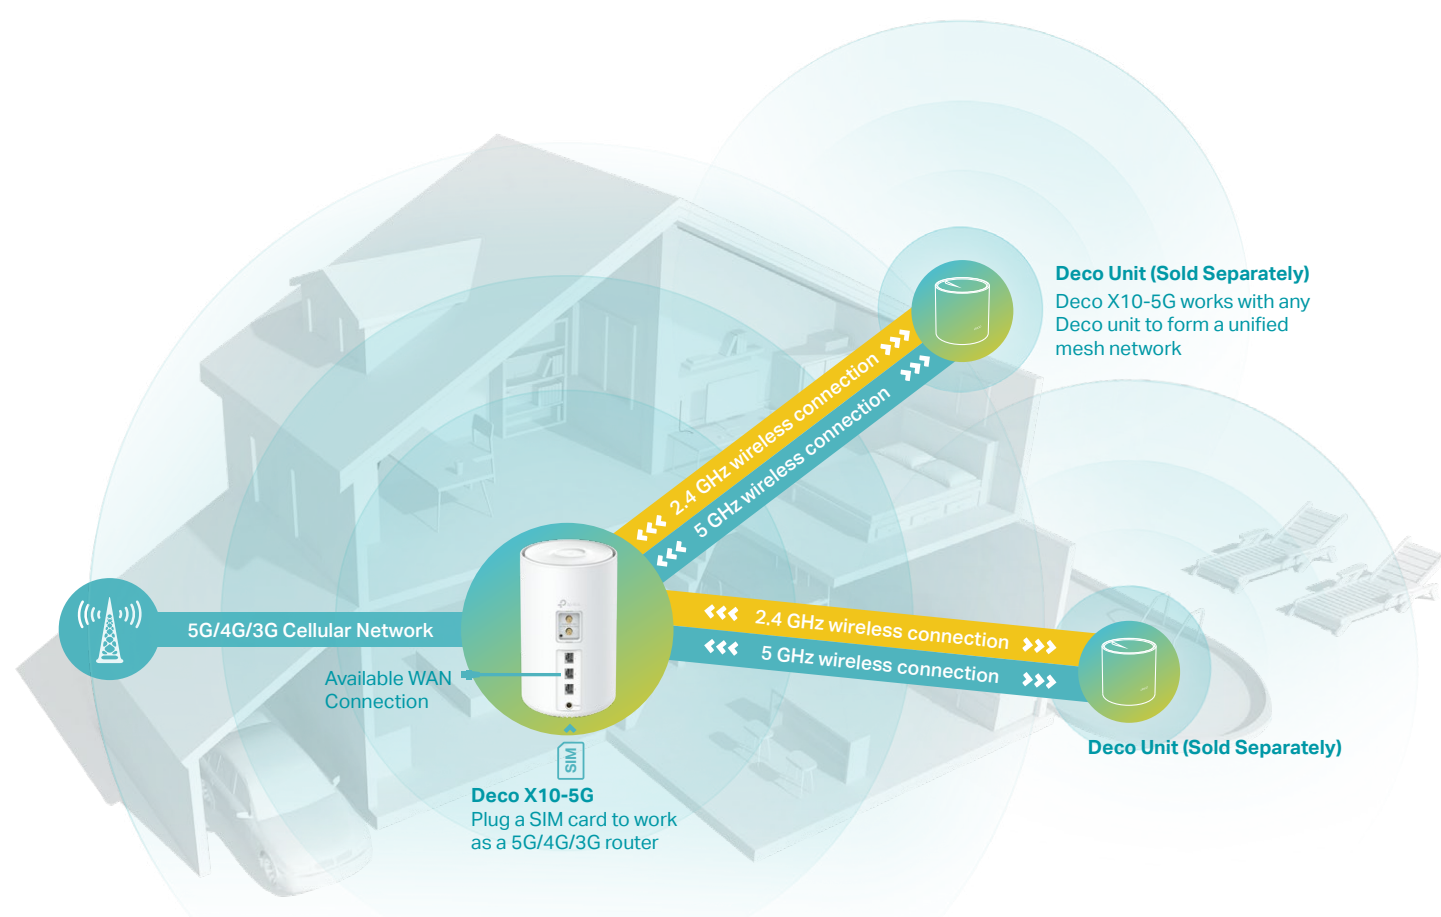 Deco Unit (Sold Separately)
Deco X10-5G works with any
Deco unit to form a unified
mesh network
2.4 GHz wireless connection
5 GHz wireless connection
5G/4G/3G Cellular Network
2.4 GHz wireless connection
5 GHz wireless connection
Available WAN
Connection
Deco Unit (Sold Separately)
SIM
Deco X10-5G
Plug a SIM card to work
as a 5G/4G/3G router